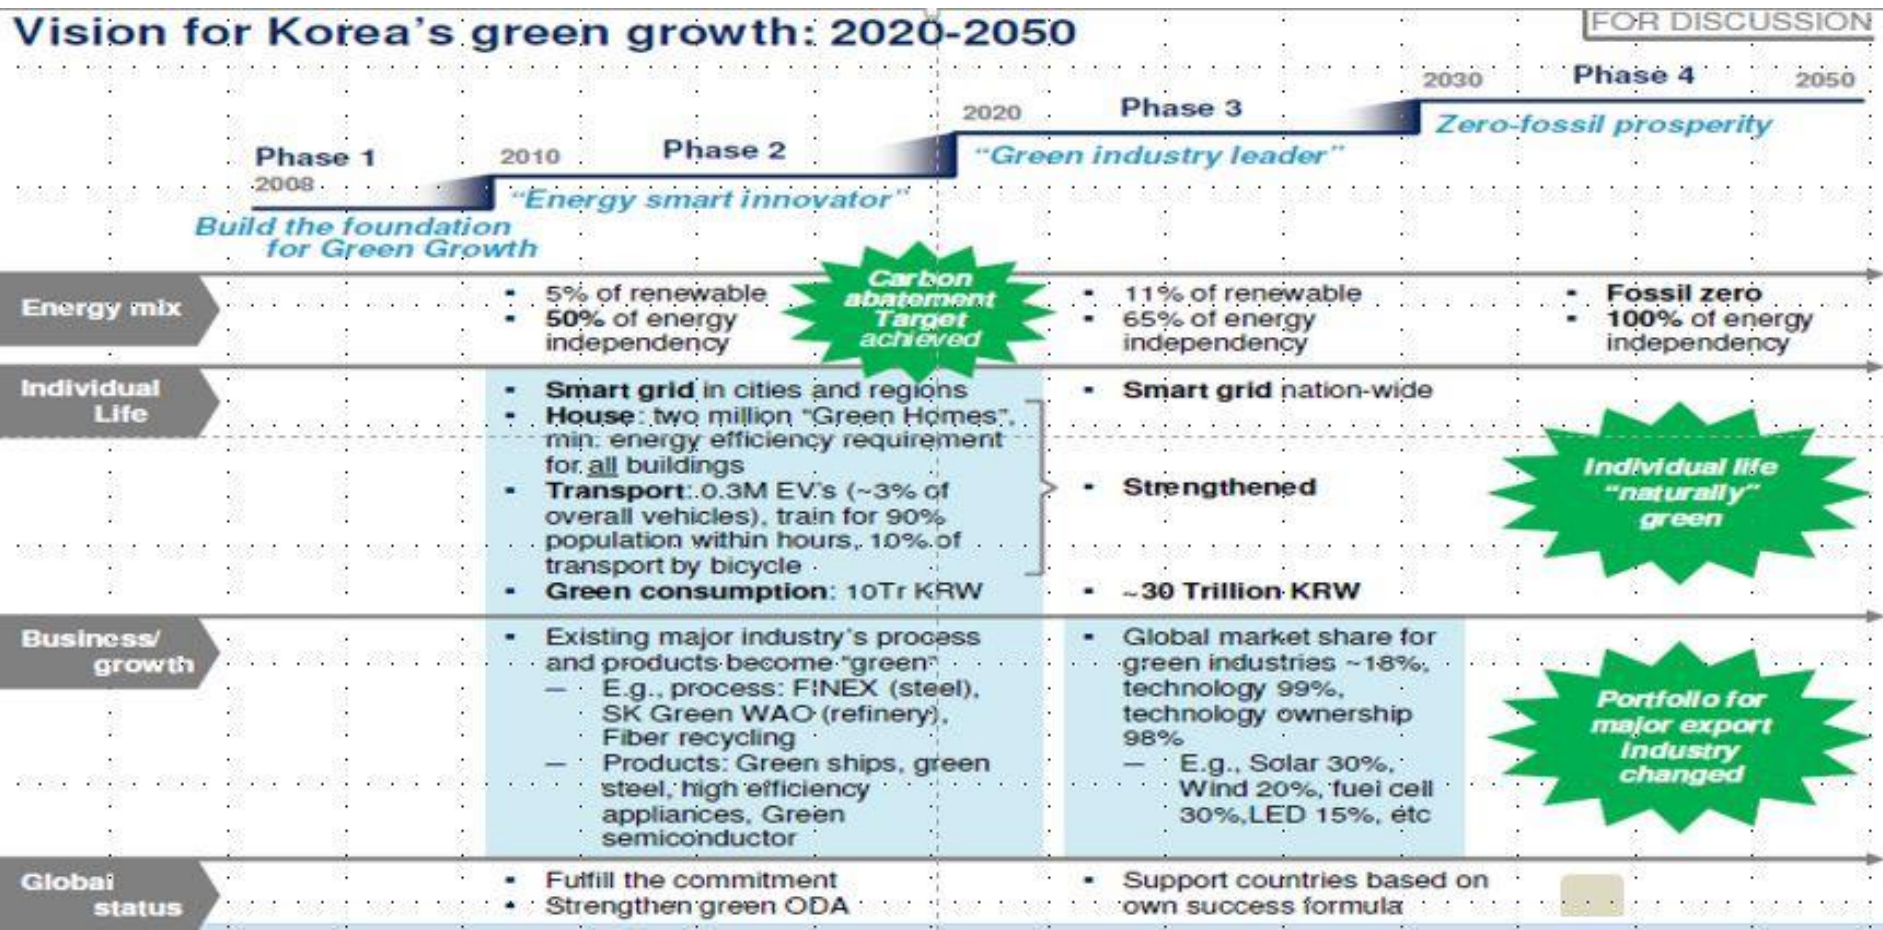 Vision for Korea's green growth: 2020-2050
FOR DISCUSSION
Phase 1
2008
Build the foundation
for Green Growth
2010
Phase 2
"Energy smart innovator"
2020
Phase 3
"Green industry leader"
2030
Phase 4
2050
Zero-fossil prosperity
Energy mix
▪ 5% of renewable
▪ 50% of energy
independency
Carbon
abatement
Target
achieved
▪ 11% of renewable
▪ 65% of energy
independency
▪ Fossil zero
▪ 100% of energy
independency
Individual
Life
▪ Smart grid in cities and regions
▪ House: two million "Green Homes",
min. energy efficiency requirement
for all buildings
▪ Transport: 0.3M EV's (~3% of
overall vehicles), train for 90%
population within hours, 10% of
transport by bicycle
▪ Green consumption: 10Tr KRW
▪ Smart grid nation-wide
▪ Strengthened
▪ ~30 Trillion KRW
Individual life
"naturally"
green
Business/
growth
▪ Existing major industry's process
and products become "green"
– E.g., process: FINEX (steel),
SK Green WAO (refinery),
Fiber recycling
– Products: Green ships, green
steel, high efficiency
appliances, Green
semiconductor
▪ Global market share for
green industries ~18%,
technology 99%,
technology ownership
98%
– E.g., Solar 30%,
Wind 20%, fuel cell
30%,LED 15%, etc
Portfolio for
major export
industry
changed
Global
status
▪ Fulfill the commitment
▪ Strengthen green ODA
▪ Support countries based on
own success formula